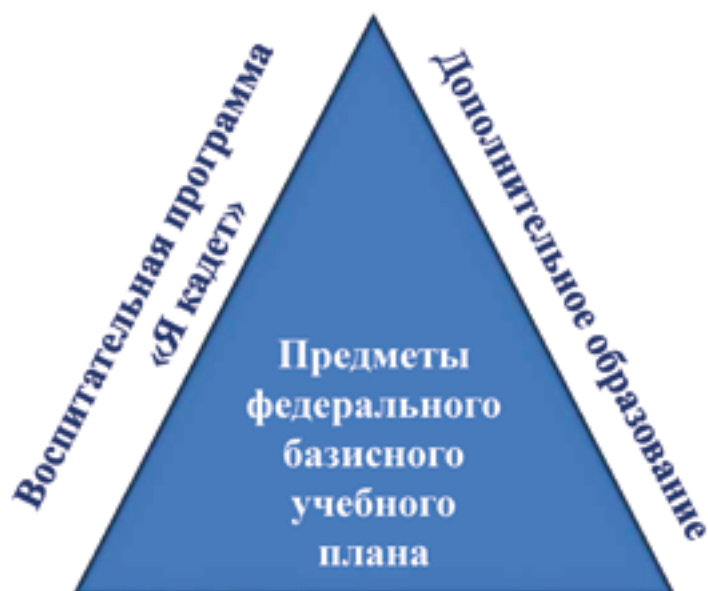 Воспитательная программа
«Я кадет»
Дополнительное образование
Предметы
федерального
базисного
учебного
плана